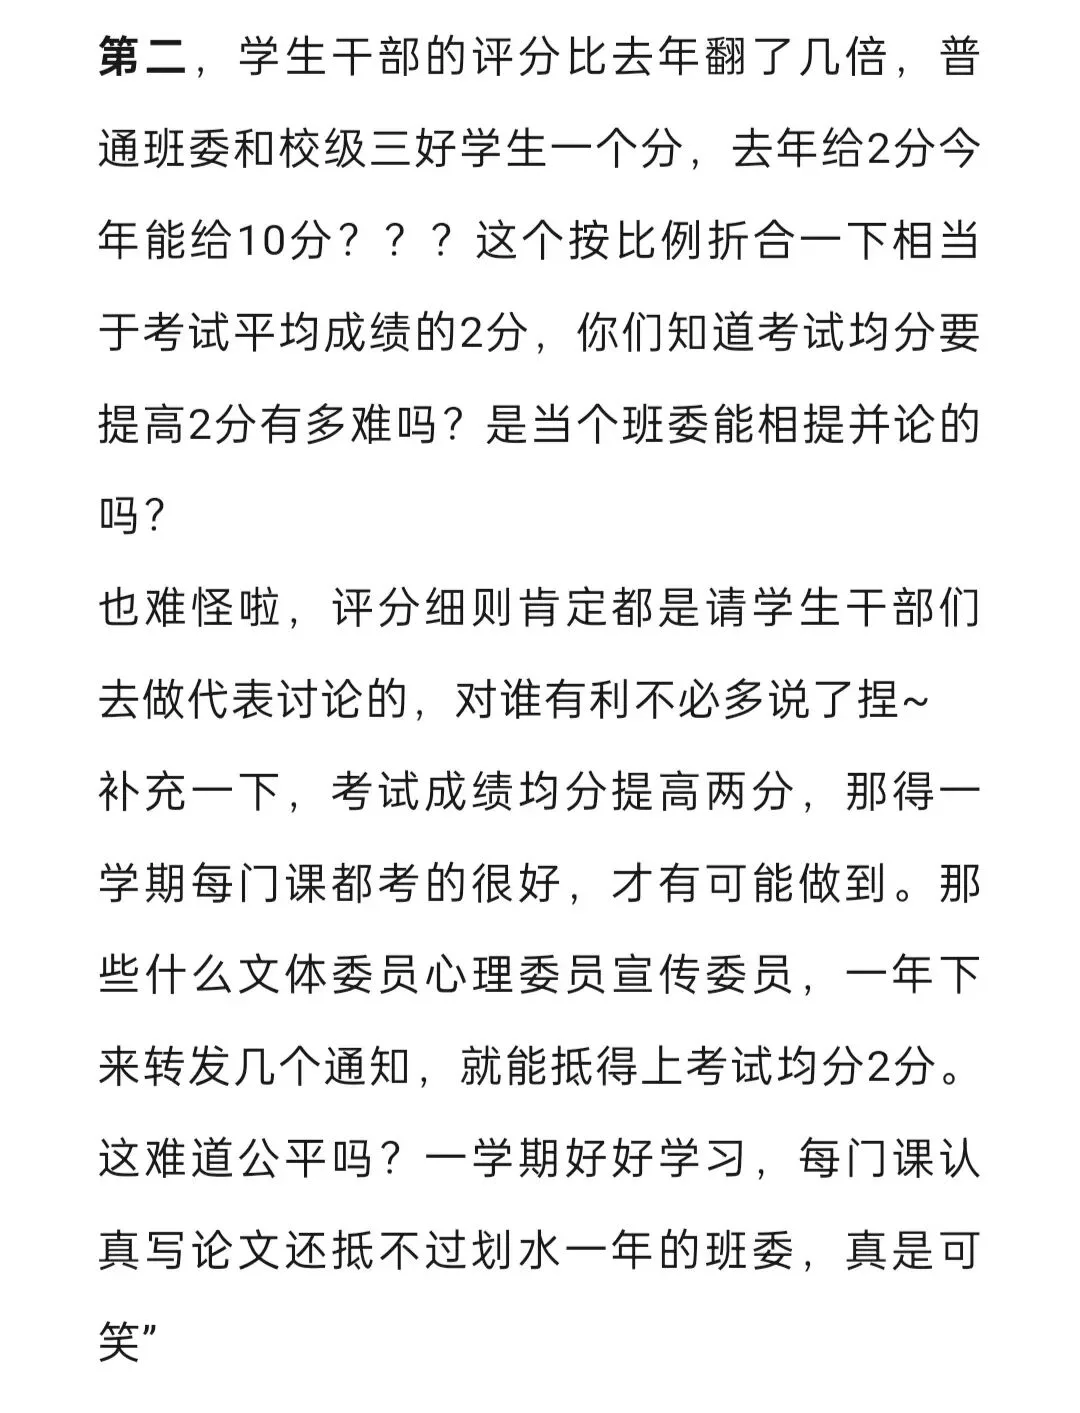 第二，学生干部的评分比去年翻了几倍，普
通班委和校级三好学生一个分，去年给2分今
年能给10分？？？这个按比例折合一下相当
于考试平均成绩的2分，你们知道考试均分要
提高2分有多难吗？是当个班委能相提并论的
吗？
也难怪啦，评分细则肯定都是请学生干部们
去做代表讨论的，对谁有利不必多说了捏~
补充一下，考试成绩均分提高两分，那得一
学期每门课都考的很好，才有可能做到。那
些什么文体委员心理委员宣传委员，一年下
来转发几个通知，就能抵得上考试均分2分。
这难道公平吗？一学期好好学习，每门课认
真写论文还抵不过划水一年的班委，真是可
笑”